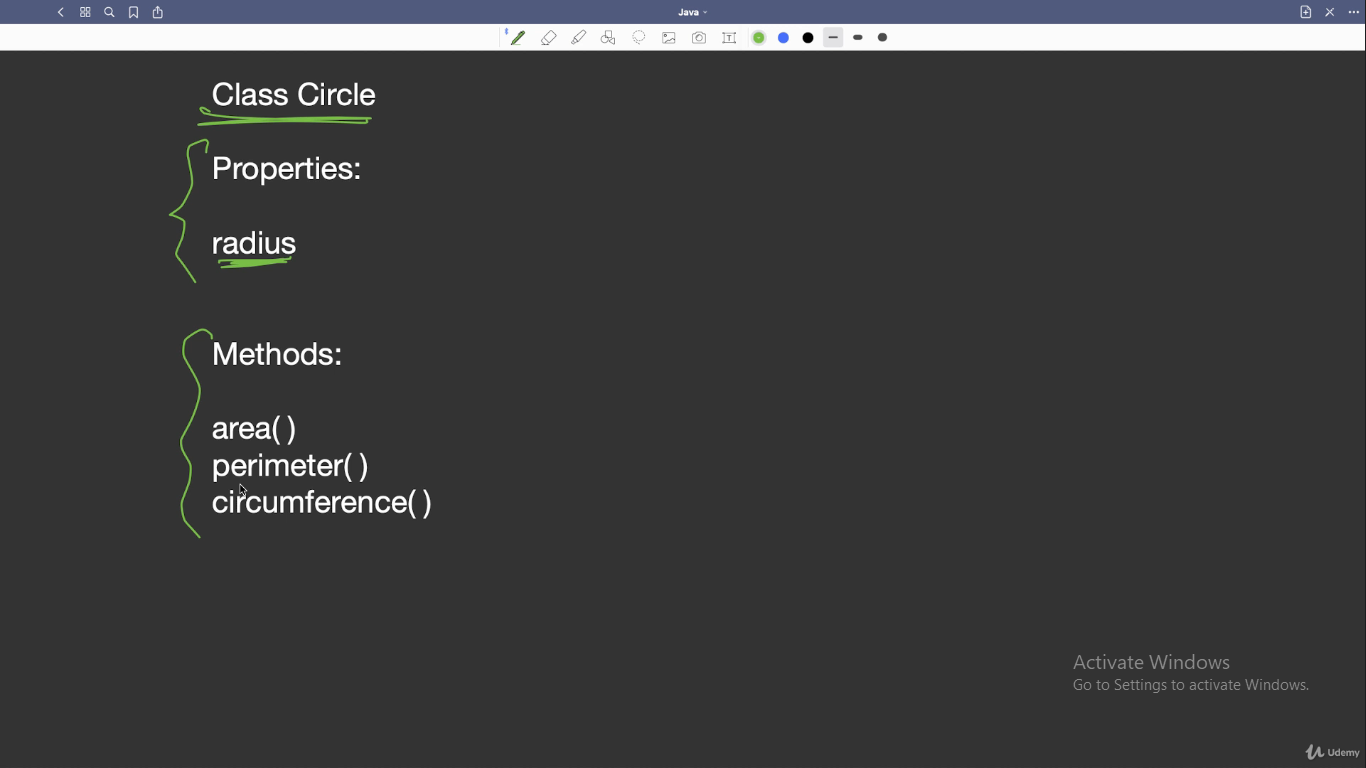 Java
Class Circle
Properties:
radius
Methods:
area( )
perimeter( )
circumference( )
Activate Windows
Go to Settings to activate Windows.
Udemy